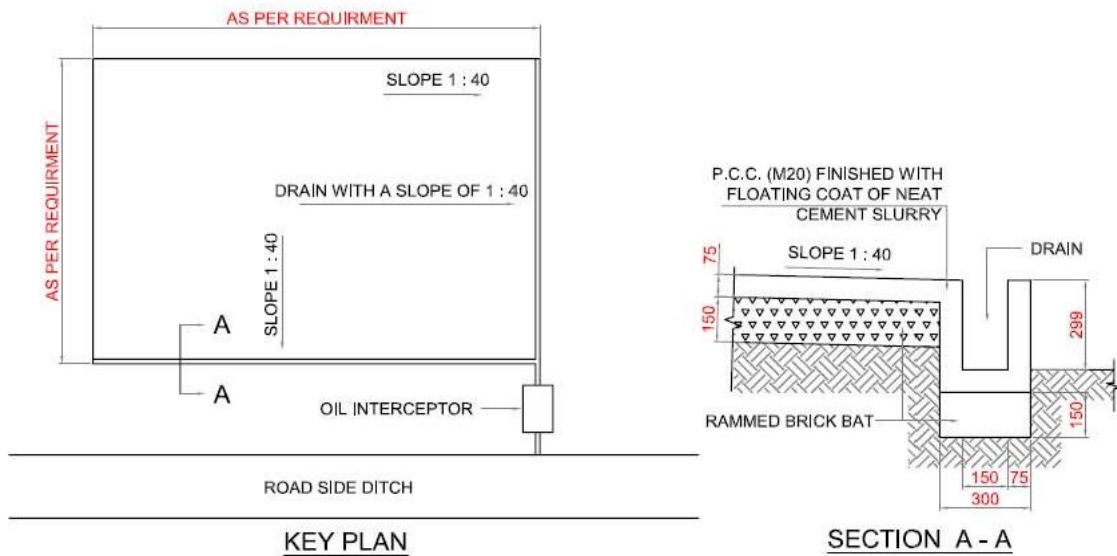 AS PER REQUIRMENT
SLOPE 1 : 40
AS PER REQUIRMENT
DRAIN WITH A SLOPE OF 1 : 40
SLOPE 1 : 40
A
A
OIL INTERCEPTOR
ROAD SIDE DITCH
KEY PLAN
P.C.C. (M20) FINISHED WITH
FLOATING COAT OF NEAT
CEMENT SLURRY
75
SLOPE 1 : 40
DRAIN
150
299
RAMMED BRICK BAT
150
150
75
300
SECTION A - A